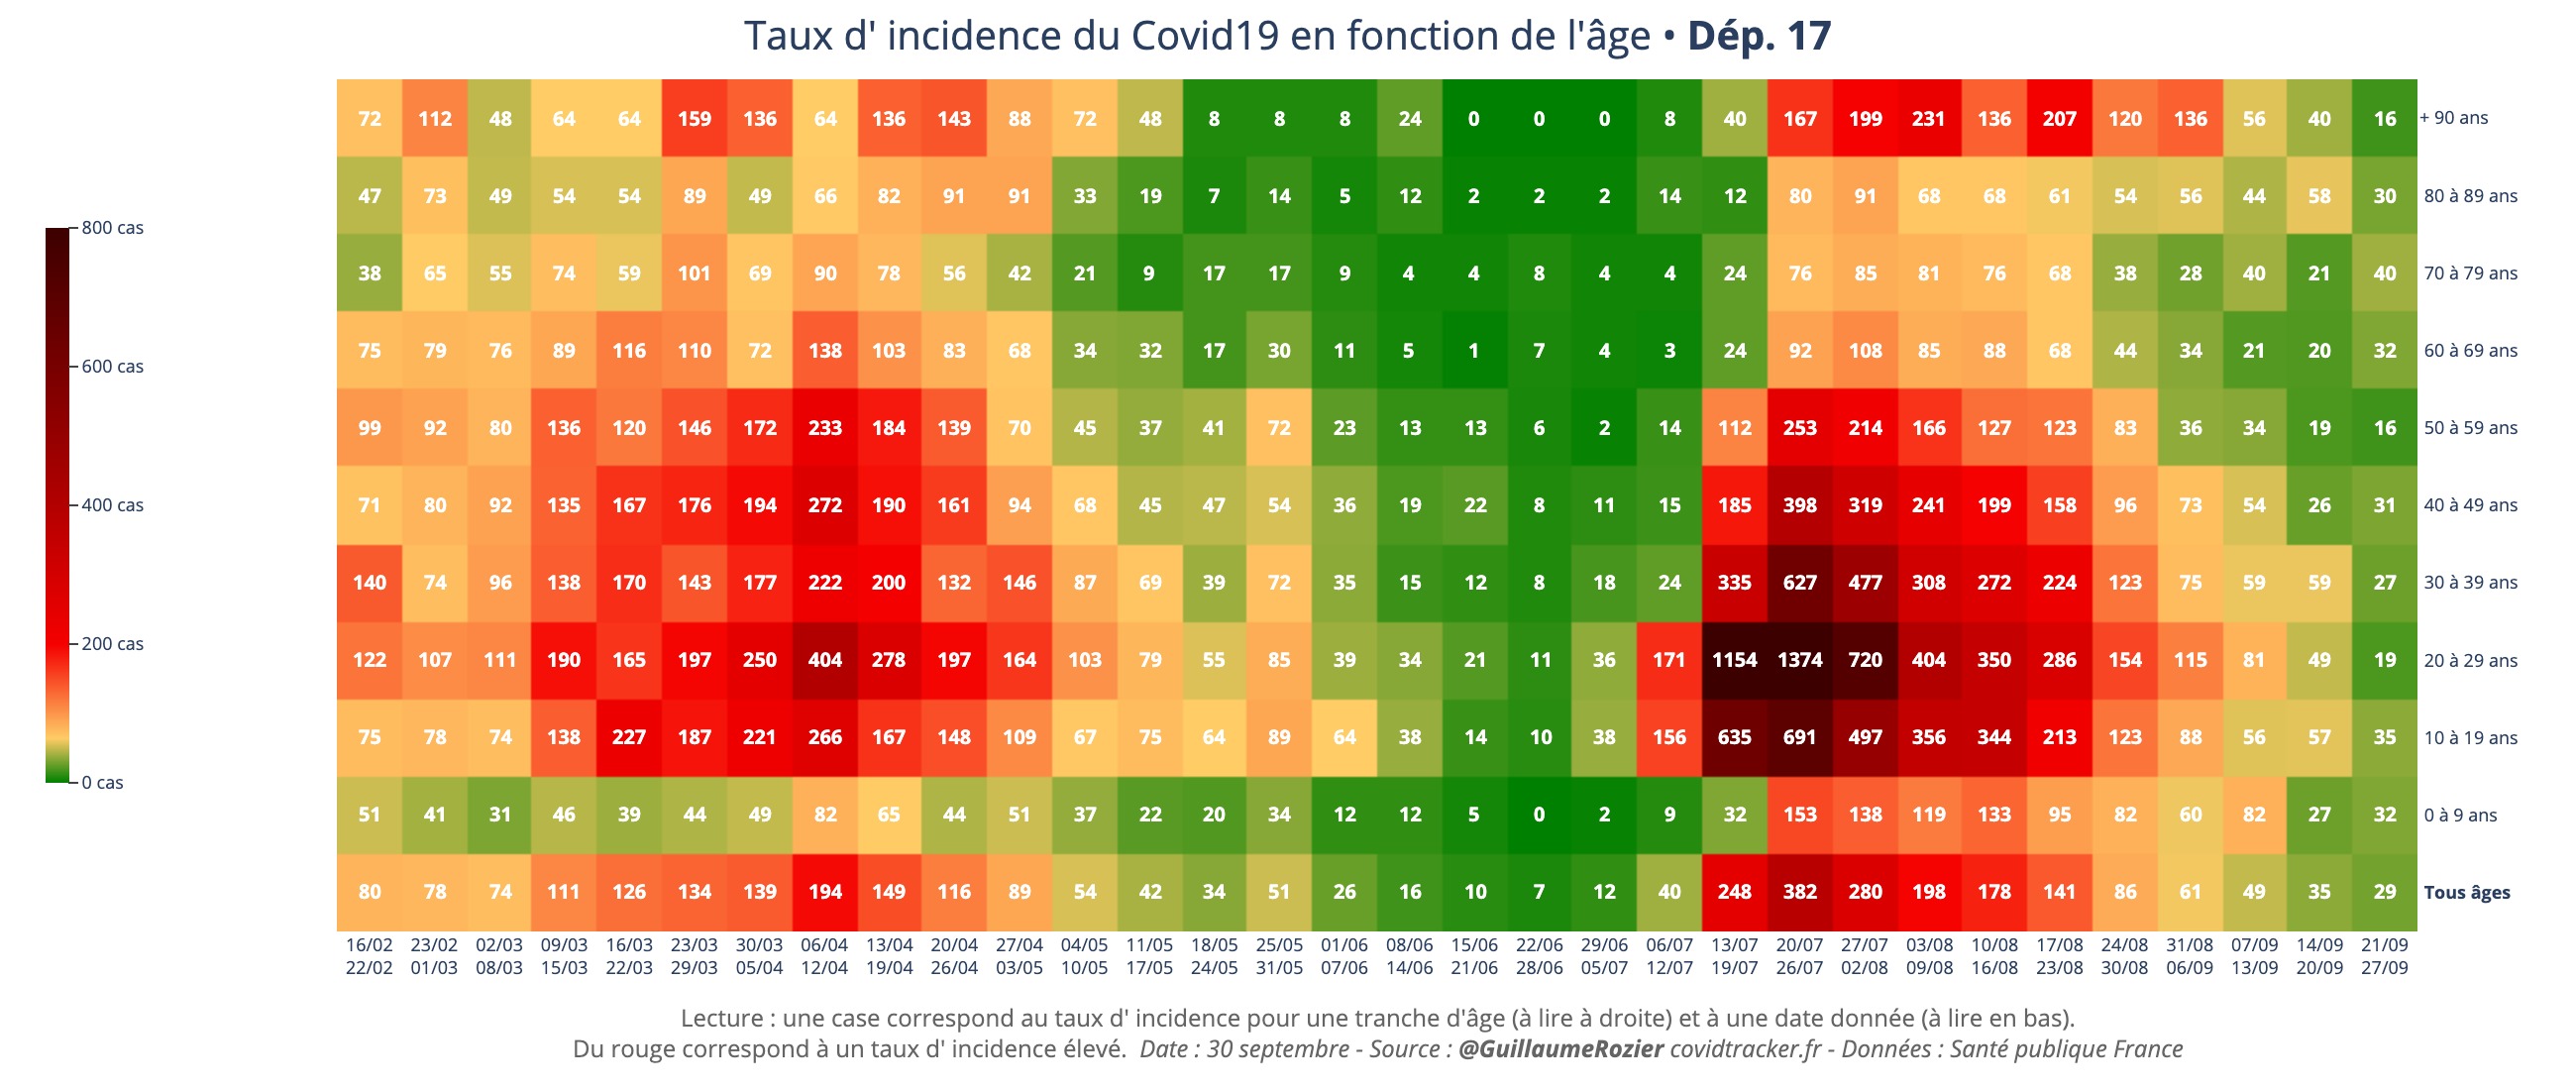 Taux d' incidence du Covid19 en fonction de l'âge • Dép. 17
72 112 48 64 64 159 136 64 136 143 88 72 48 8 8 8 24 0 0 0 8 40 167 199 231 136 207 120 136 56 40 16 + 90 ans
47 73 49 54 54 89 49 66 82 91 91 33 19 7 14 5 12 2 2 2 14 12 80 91 68 68 61 54 56 44 58 30 80 à 89 ans
800 cas
38 65 55 74 59 101 69 90 78 56 42 21 9 17 17 9 4 4 8 4 4 24 76 85 81 76 68 38 28 40 21 40 70 à 79 ans
75 79 76 89 116 110 72 138 103 83 68 34 32 17 30 11 5 1 7 4 3 24 92 108 85 88 68 44 34 21 20 32 60 à 69 ans
600 cas
99 92 80 136 120 146 172 233 184 139 70 45 37 41 72 23 13 13 6 2 14 112 253 214 166 127 123 83 36 34 19 16 50 à 59 ans
400 cas
71 80 92 135 167 176 194 272 190 161 94 68 45 47 54 36 19 22 8 11 15 185 398 319 241 199 158 96 73 54 26 31 40 à 49 ans
140 74 96 138 170 143 177 222 200 132 146 87 69 39 72 35 15 12 8 18 24 335 627 477 308 272 224 123 75 59 59 27 30 à 39 ans
200 cas
122 107 111 190 165 197 250 404 278 197 164 103 79 55 85 39 34 21 11 36 171 1154 1374 720 404 350 286 154 115 81 49 19 20 à 29 ans
75 78 74 138 227 187 221 266 167 148 109 67 75 64 89 64 38 14 10 38 156 635 691 497 356 344 213 123 88 56 57 35 10 à 19 ans
0 cas
51 41 31 46 39 44 49 82 65 44 51 37 22 20 34 12 12 5 0 2 9 32 153 138 119 133 95 82 60 82 27 32 0 à 9 ans
80 78 74 111 126 134 139 194 149 116 89 54 42 34 51 26 16 10 7 12 40 248 382 280 198 178 141 86 61 49 35 29 Tous âges
16/02 23/02 02/03 09/03 16/03 23/03 30/03 06/04 13/04 20/04 27/04 04/05 11/05 18/05 25/05 01/06 08/06 15/06 22/06 29/06 06/07 13/07 20/07 27/07 03/08 10/08 17/08 24/08 31/08 07/09 14/09 21/09
22/02 01/03 08/03 15/03 22/03 29/03 05/04 12/04 19/04 26/04 03/05 10/05 17/05 24/05 31/05 07/06 14/06 21/06 28/06 05/07 12/07 19/07 26/07 02/08 09/08 16/08 23/08 30/08 06/09 13/09 20/09 27/09
Lecture : une case correspond au taux d' incidence pour une tranche d'âge (à lire à droite) et à une date donnée (à lire en bas).
Du rouge correspond à un taux d' incidence élevé. Date : 30 septembre - Source : @GuillaumeRozier covidtracker.fr - Données : Santé publique France